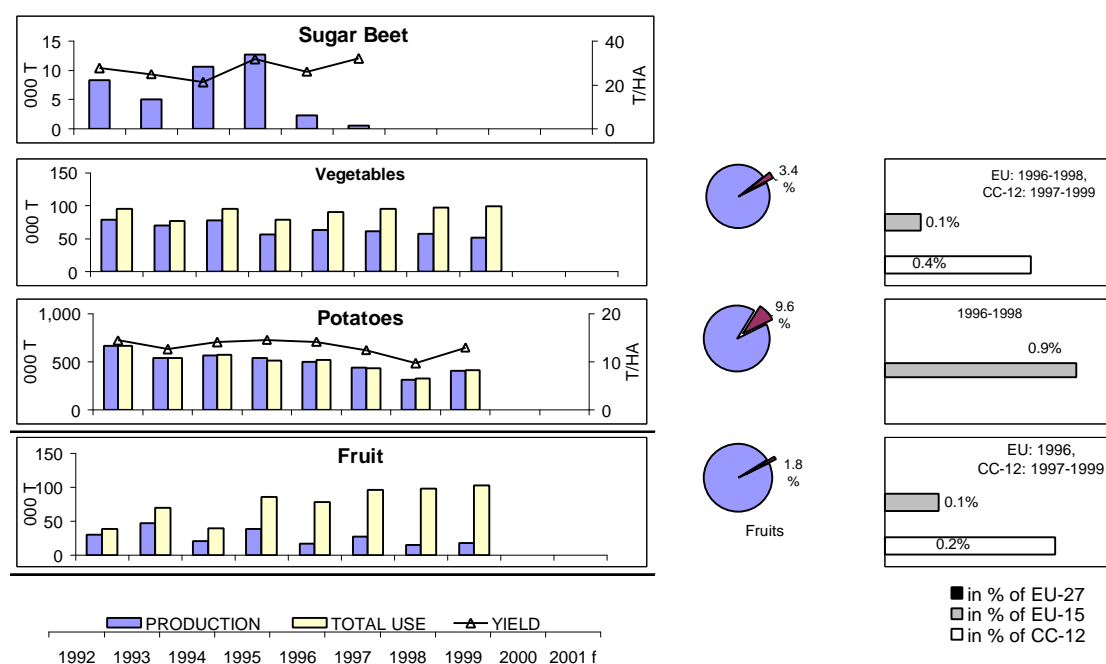 Sugar Beet
15
10
5
0
000 T
40
20
0
T/HA
Vegetables
150
100
50
0
000 T
3.4
%
EU: 1996-1998,
CC-12: 1997-1999
0.1%
0.4%
Potatoes
1,000
500
0
000 T
20
10
0
T/HA
9.6
%
1996-1998
0.9%
Fruit
150
100
50
0
000 T
1.8
%
Fruits
EU: 1996,
CC-12: 1997-1999
0.1%
0.2%
in % of EU-27
in % of EU-15
in % of CC-12
PRODUCTION TOTAL USE YIELD
1992 1993 1994 1995 1996 1997 1998 1999 2000 2001 f